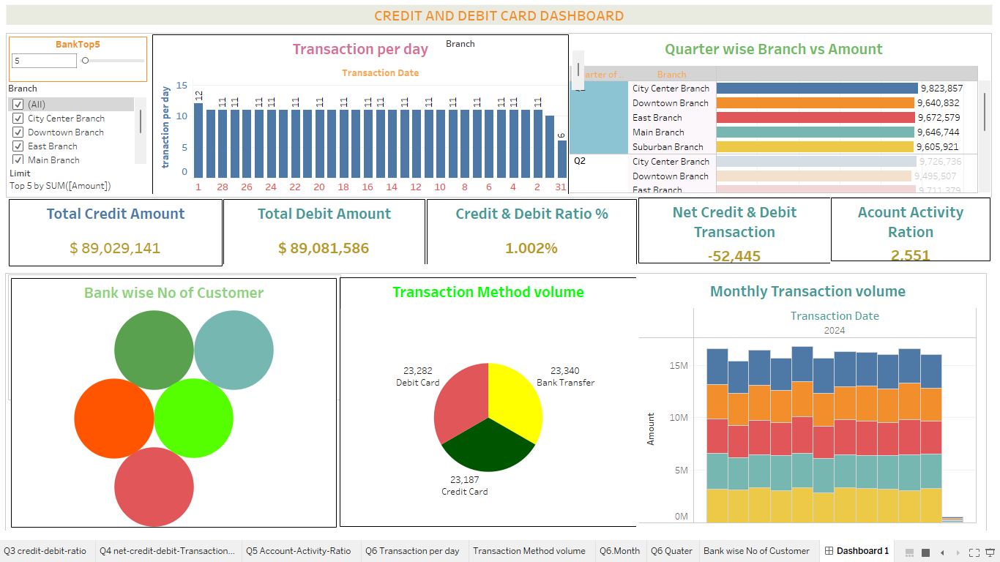 CREDIT AND DEBIT CARD DASHBOARD
BankTop5
5
Branch
(All)
City Center Branch
Downtown Branch
East Branch
Main Branch
Limit
Top 5 by SUM([Amount])
Transaction per day
Branch
Transaction Date
tranaction per day
15
10
5
0
12 11 11 11 11 11 11 11 11 11 11 11 11 11 11 6
1 28 26 24 22 20 18 16 14 12 10 8 6 4 2 31
Quarter wise Branch vs Amount
arter of... Branch
City Center Branch 9,823,857
Downtown Branch 9,640,832
East Branch 9,672,579
Main Branch 9,646,744
Suburban Branch 9,605,921
Q2 City Center Branch 9,726,736
Downtown Branch 9,495,507
East Branch 9,711,379
Total Credit Amount
$ 89,029,141
Total Debit Amount
$ 89,081,586
Credit & Debit Ratio %
1.002%
Net Credit & Debit
Transaction
-52,445
Acount Activity
Ration
2,551
Bank wise No of Customer
Transaction Method volume
23,282
Debit Card
23,340
Bank Transfer
23,187
Credit Card
Monthly Transaction volume
Transaction Date
2024
Amount
15M
10M
5M
0M
Q3 credit-debit-ratio
Q4 net-credit-debit-Transaction...
Q5 Account-Activity-Ratio
Q6 Transaction per day
Transaction Method volume
Q6.Month
Q6 Quater
Bank wise No of Customer
Dashboard 1